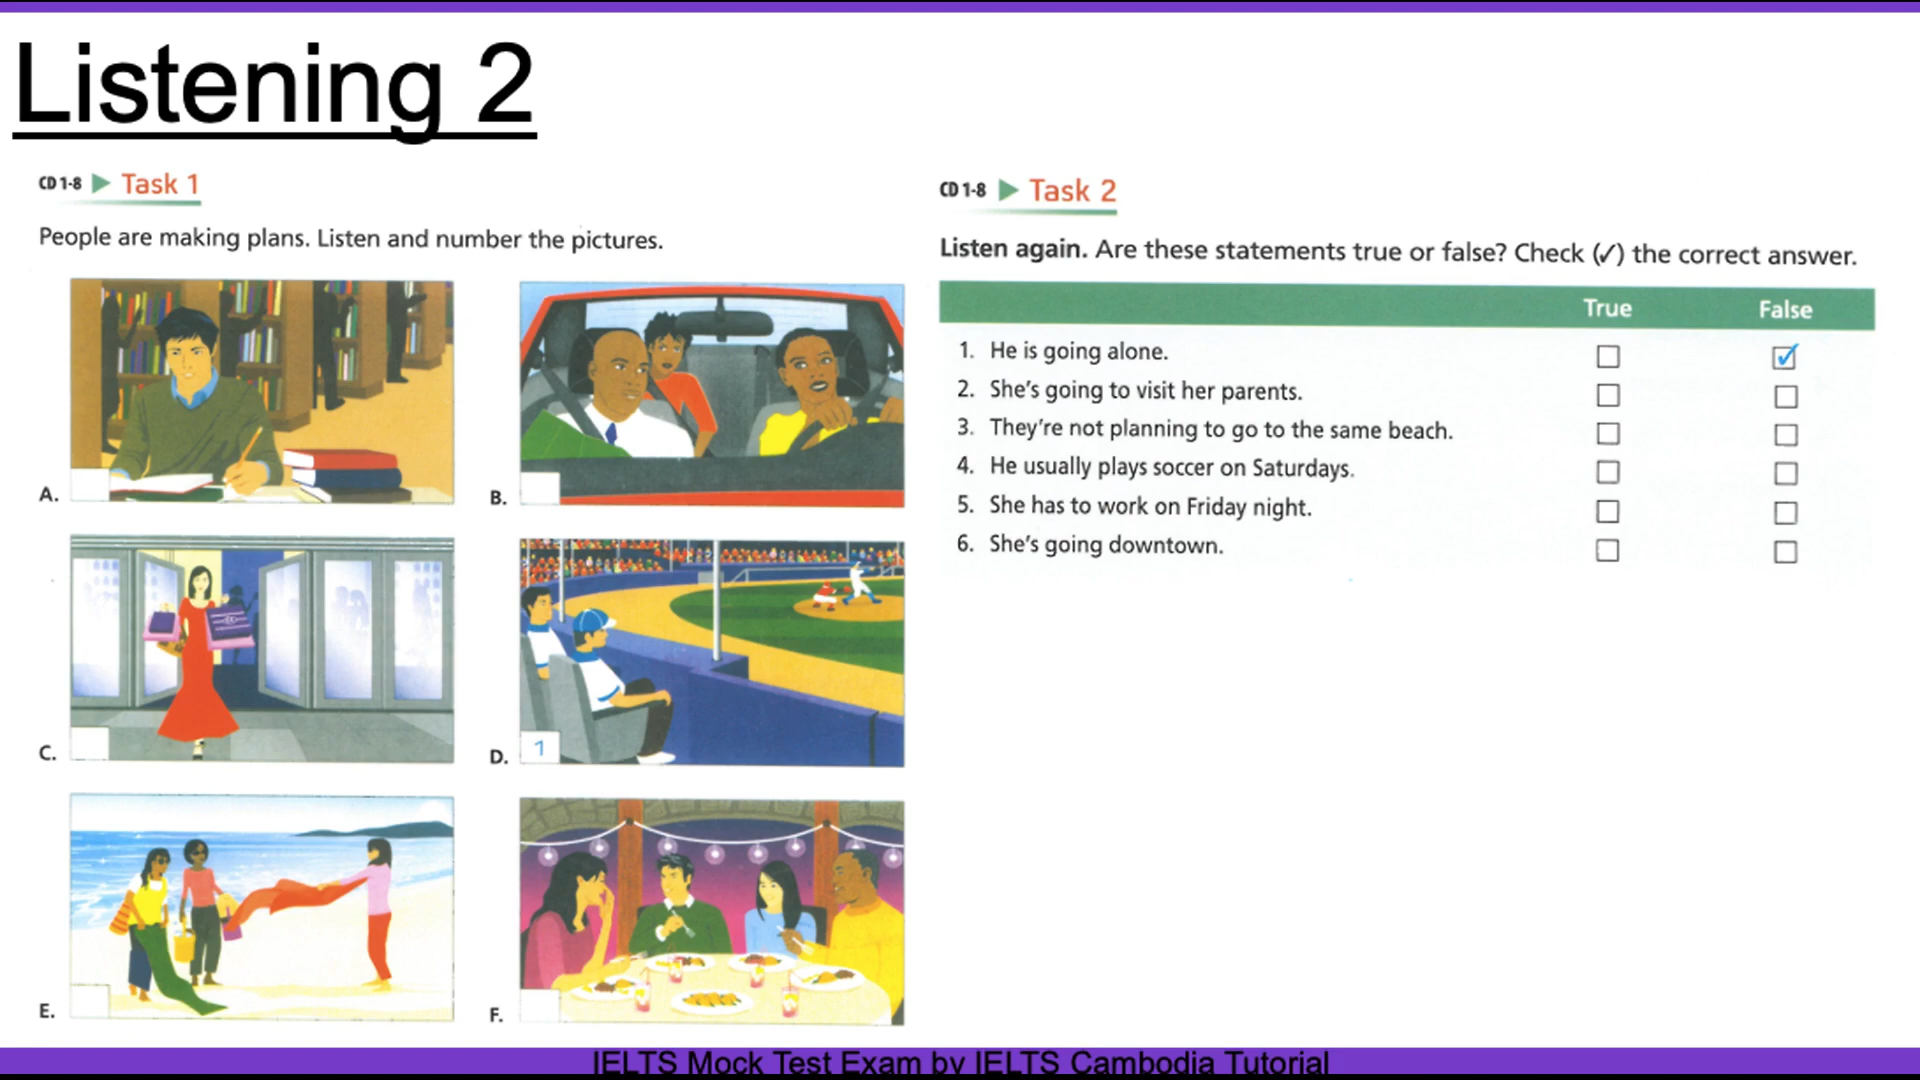 Listening 2
CD 1-8 ▶ Task 1
People are making plans. Listen and number the pictures.
A.
B.
C.
D.
1
E.
F.
CD 1-8 ▶ Task 2
Listen again. Are these statements true or false? Check (✓) the correct answer.
True False
1. He is going alone.
2. She's going to visit her parents.
3. They're not planning to go to the same beach.
4. He usually plays soccer on Saturdays.
5. She has to work on Friday night.
6. She's going downtown.
IELTS Mock Test Exam by IELTS Cambodia Tutorial